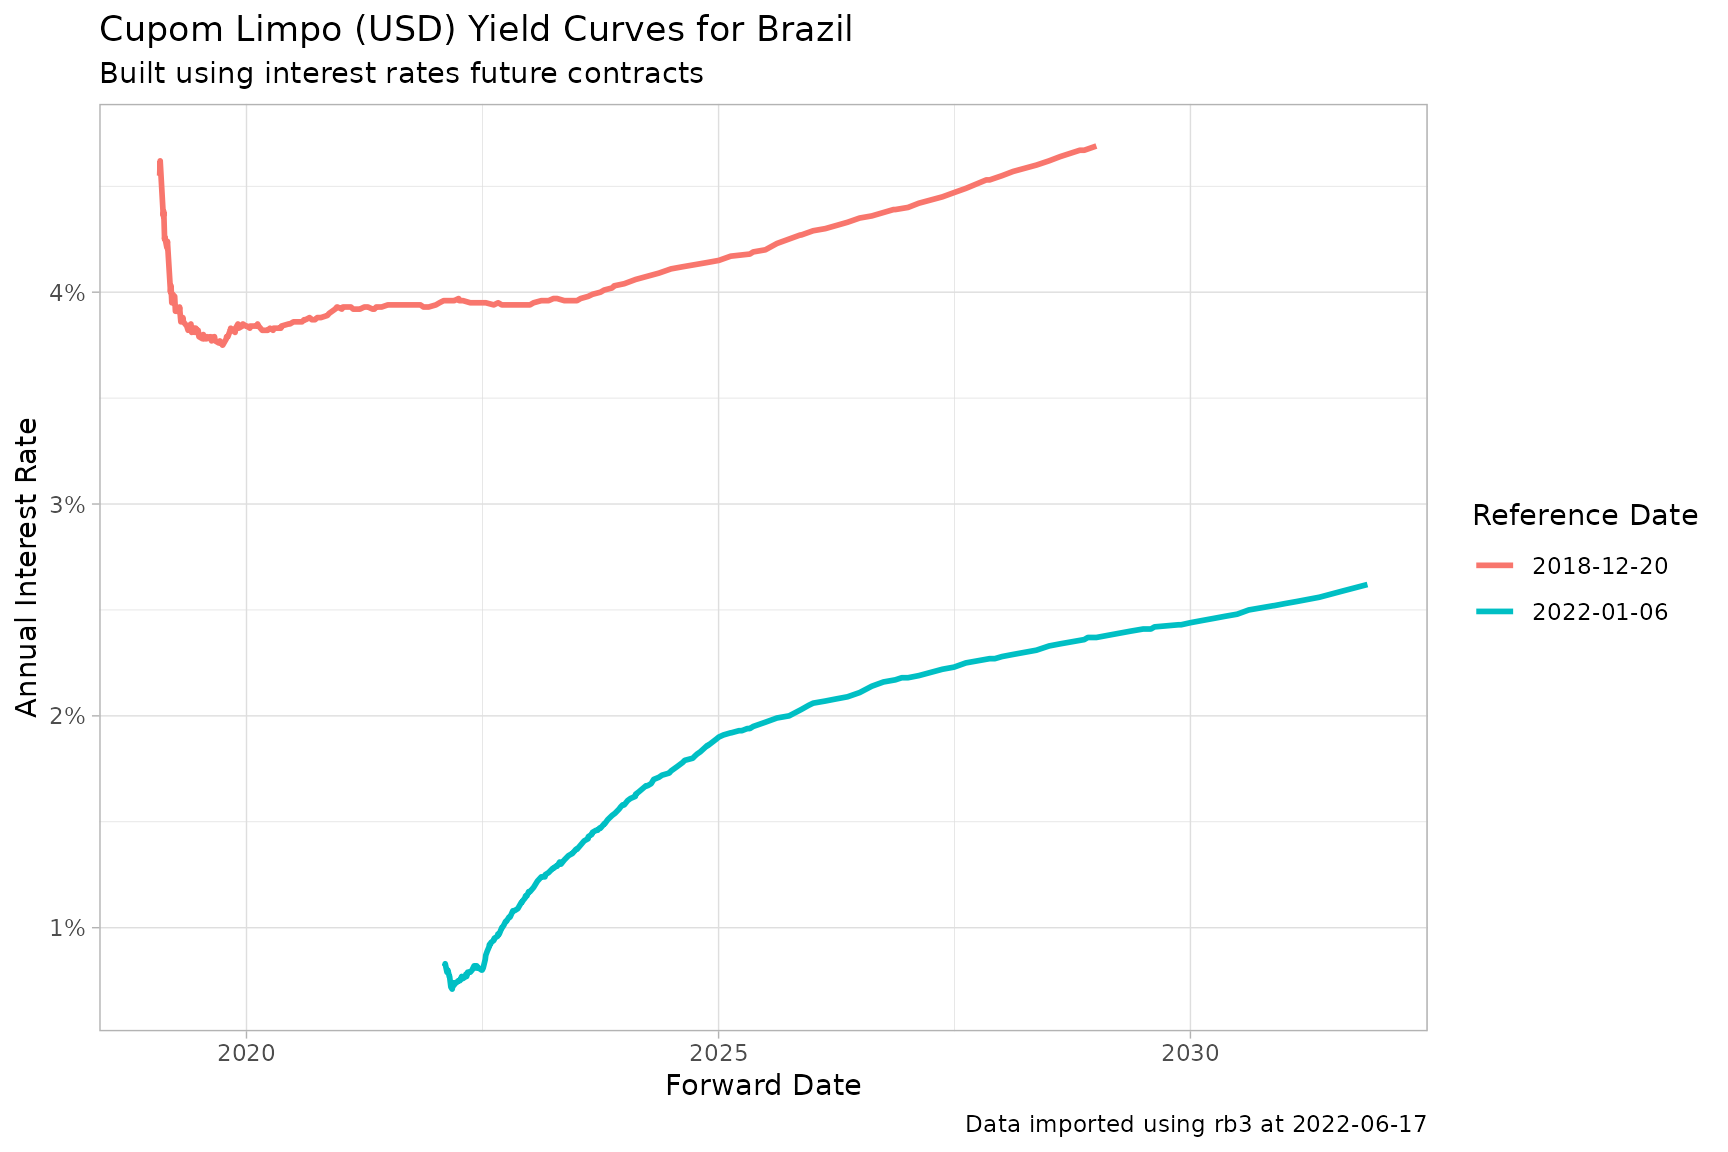 Cupom Limpo (USD) Yield Curves for Brazil
Built using interest rates future contracts
Annual Interest Rate
4%
3%
2%
1%
2020
2025
2030
Forward Date
Reference Date
2018-12-20
2022-01-06
Data imported using rb3 at 2022-06-17